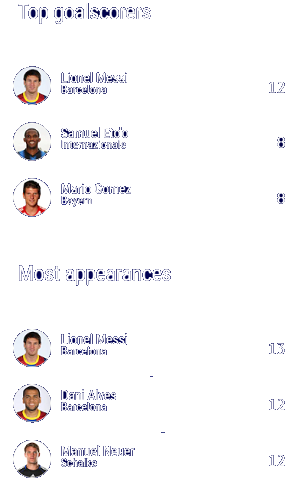 Top goalscorers
Lionel Messi
Barcelona
12
Samuel Eto'o
Internazionale
8
Mario Gomez
Bayern
8
Most appearances
Lionel Messi
Barcelona
13
Dani Alves
Barcelona
12
Manuel Neuer
Schalke
12